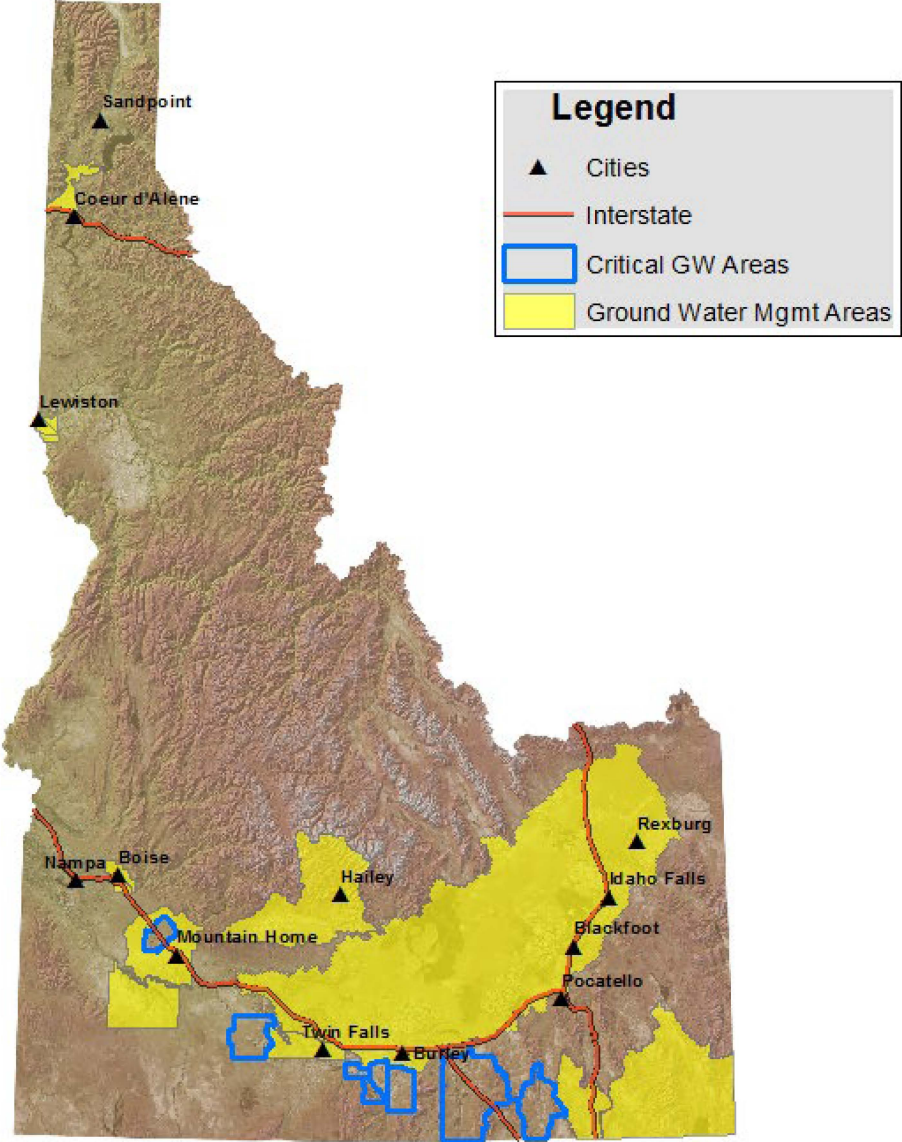 Sandpoint
Legend
Cities
Coeur d'Alene
Interstate
Critical GW Areas
Ground Water Mgmt Areas
Lewiston
Rexburg
Nampa
Boise
Hailey
Idaho Falls
Mountain Home
Blackfoot
Pocatello
Twin Falls
Burley